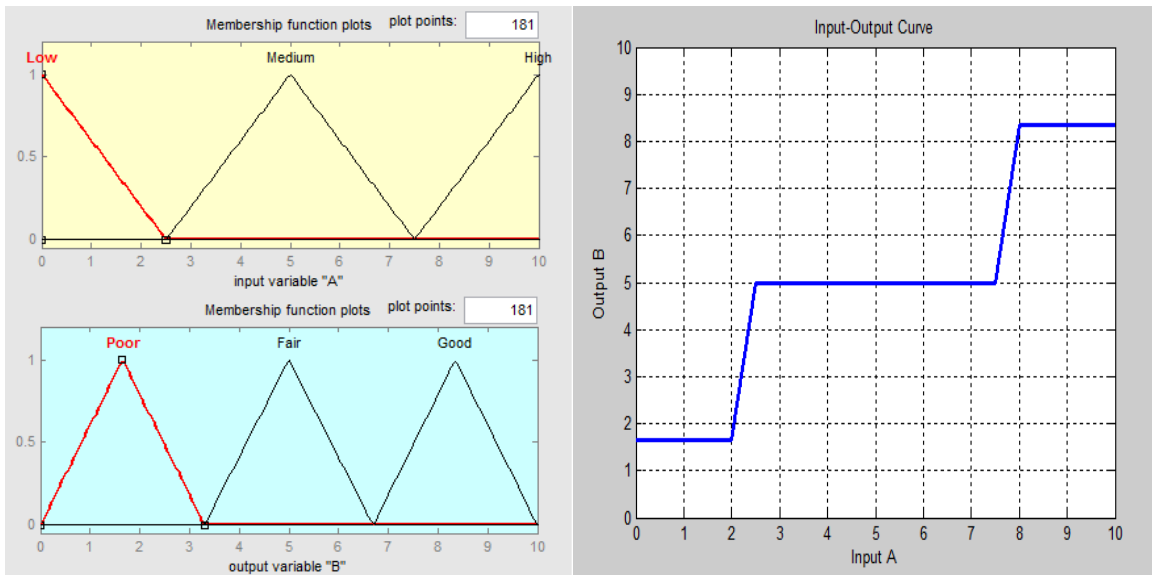 Membership function plots plot points: 181
Low Medium High
1
0.5
0
0 1 2 3 4 5 6 7 8 9 10
input variable "A"
Membership function plots plot points: 181
Poor Fair Good
1
0.5
0
0 1 2 3 4 5 6 7 8 9 10
output variable "B"
Input-Output Curve
10
9
8
7
6
5
4
3
2
1
0
Output B
0 1 2 3 4 5 6 7 8 9 10
Input A